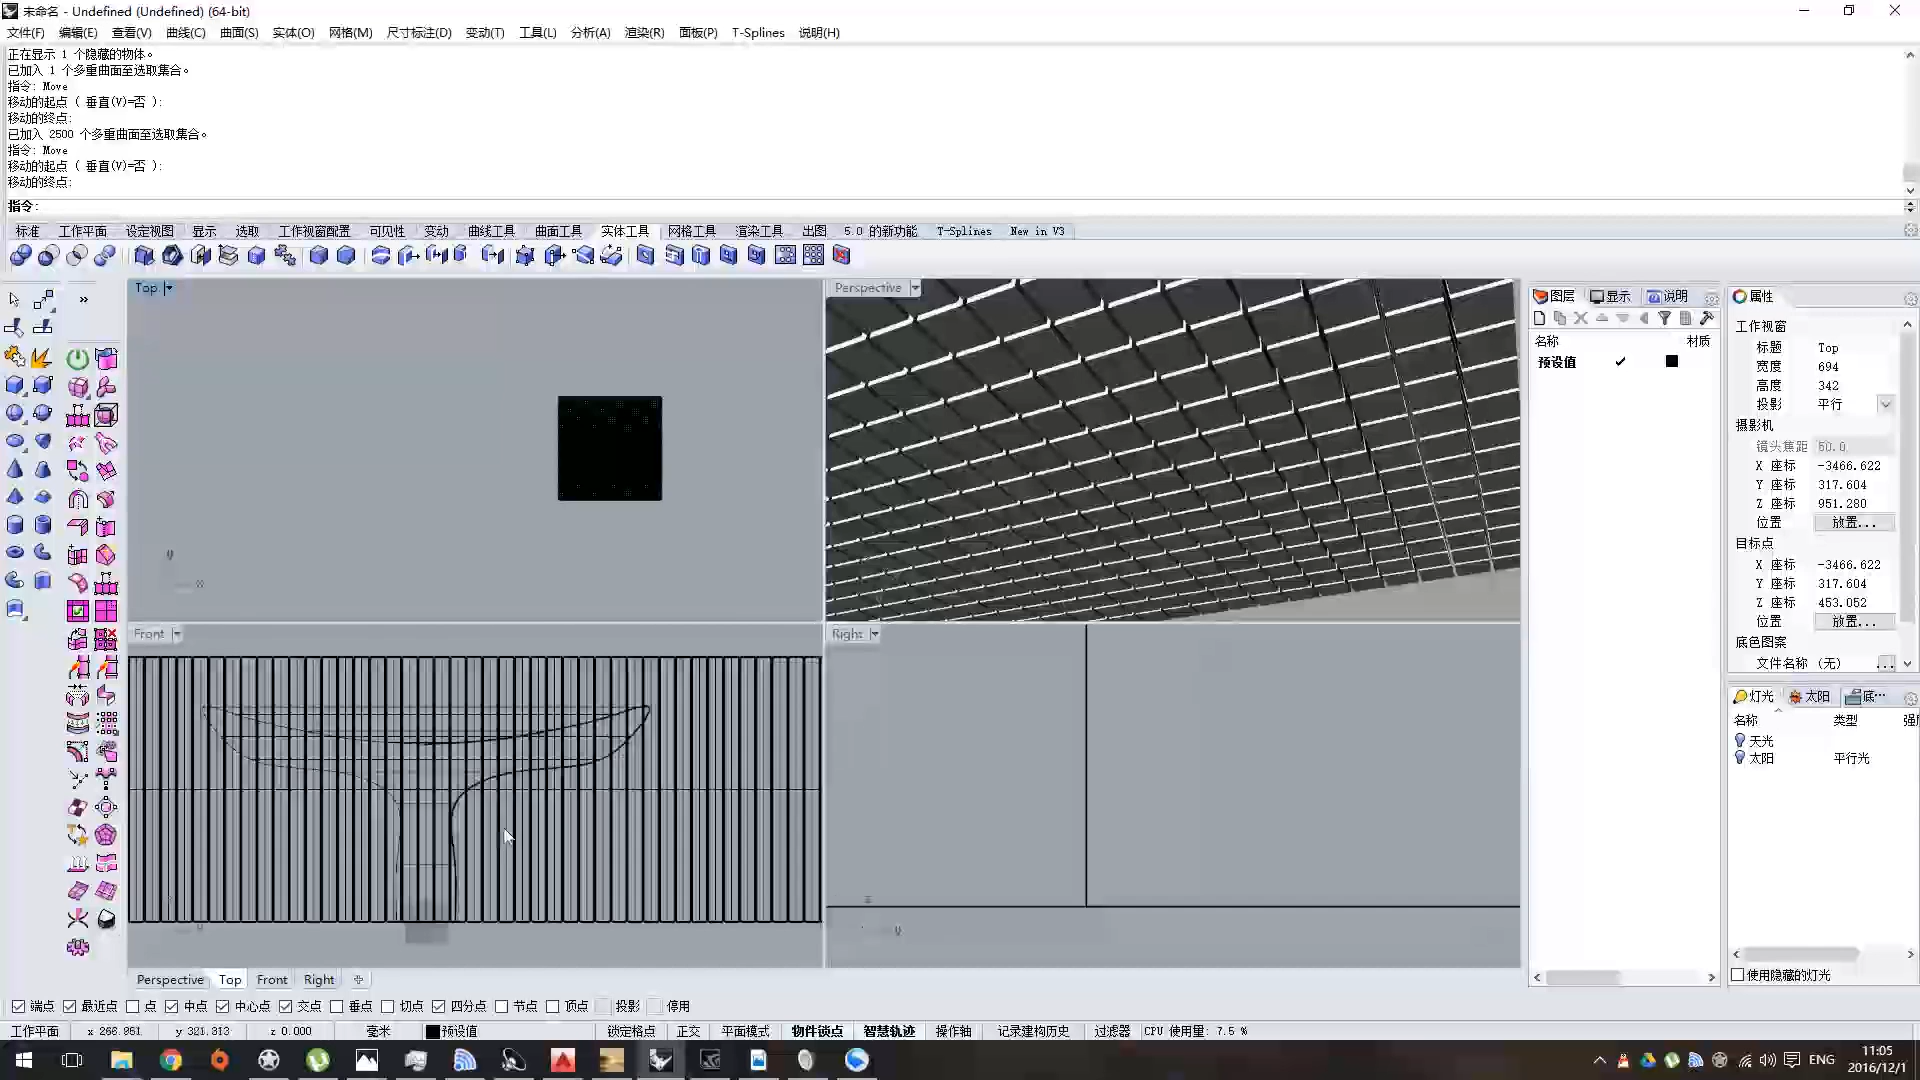 未命名 - Undefined (Undefined) (64-bit)
文件(F) 编辑(E) 查看(V) 曲线(C) 曲面(S) 实体(O) 网格(M) 尺寸标注(D) 变动(T) 工具(L) 分析(A) 渲染(R) 面板(P) T-Splines 说明(H)
正在显示 1 个隐藏的物体。
已加入 1 个多重曲面至选取集合。
指令: Move
移动的起点 ( 垂直(V)=否 ):
移动的终点:
已加入 2500 个多重曲面至选取集合。
指令: Move
移动的起点 ( 垂直(V)=否 ):
移动的终点:
指令:
标准 工作平面 设定视图 显示 选取 工作视窗配置 可见性 变动 曲线工具 曲面工具 实体工具 网格工具 渲染工具 出图 5.0 的新功能 T-Splines New in V3
Top
Perspective
Front
Right
图层 显示 说明
名称 材质
预设值
属性
工作视窗
标题 Top
宽度 694
高度 342
投影 平行
摄影机
镜头焦距 50.0
X 座标 -3466.622
Y 座标 317.604
Z 座标 951.280
位置 放置...
目标点
X 座标 -3466.622
Y 座标 317.604
Z 座标 453.052
位置 放置...
底色图案
文件名称 (无) ...
灯光 太阳 底…
名称 类型 强
天光
太阳 平行光
使用隐藏的灯光
Perspective Top Front Right
端点 最近点 点 中点 中心点 交点 垂点 切点 四分点 节点 顶点 投影 停用
工作平面 x 266.951 y 321.313 z 0.000 毫米 预设值 锁定格点 正交 平面模式 物件锁点 智慧轨迹 操作轴 记录建构历史 过滤器 CPU 使用量: 7.5 %
ENG
11:05
2016/12/1